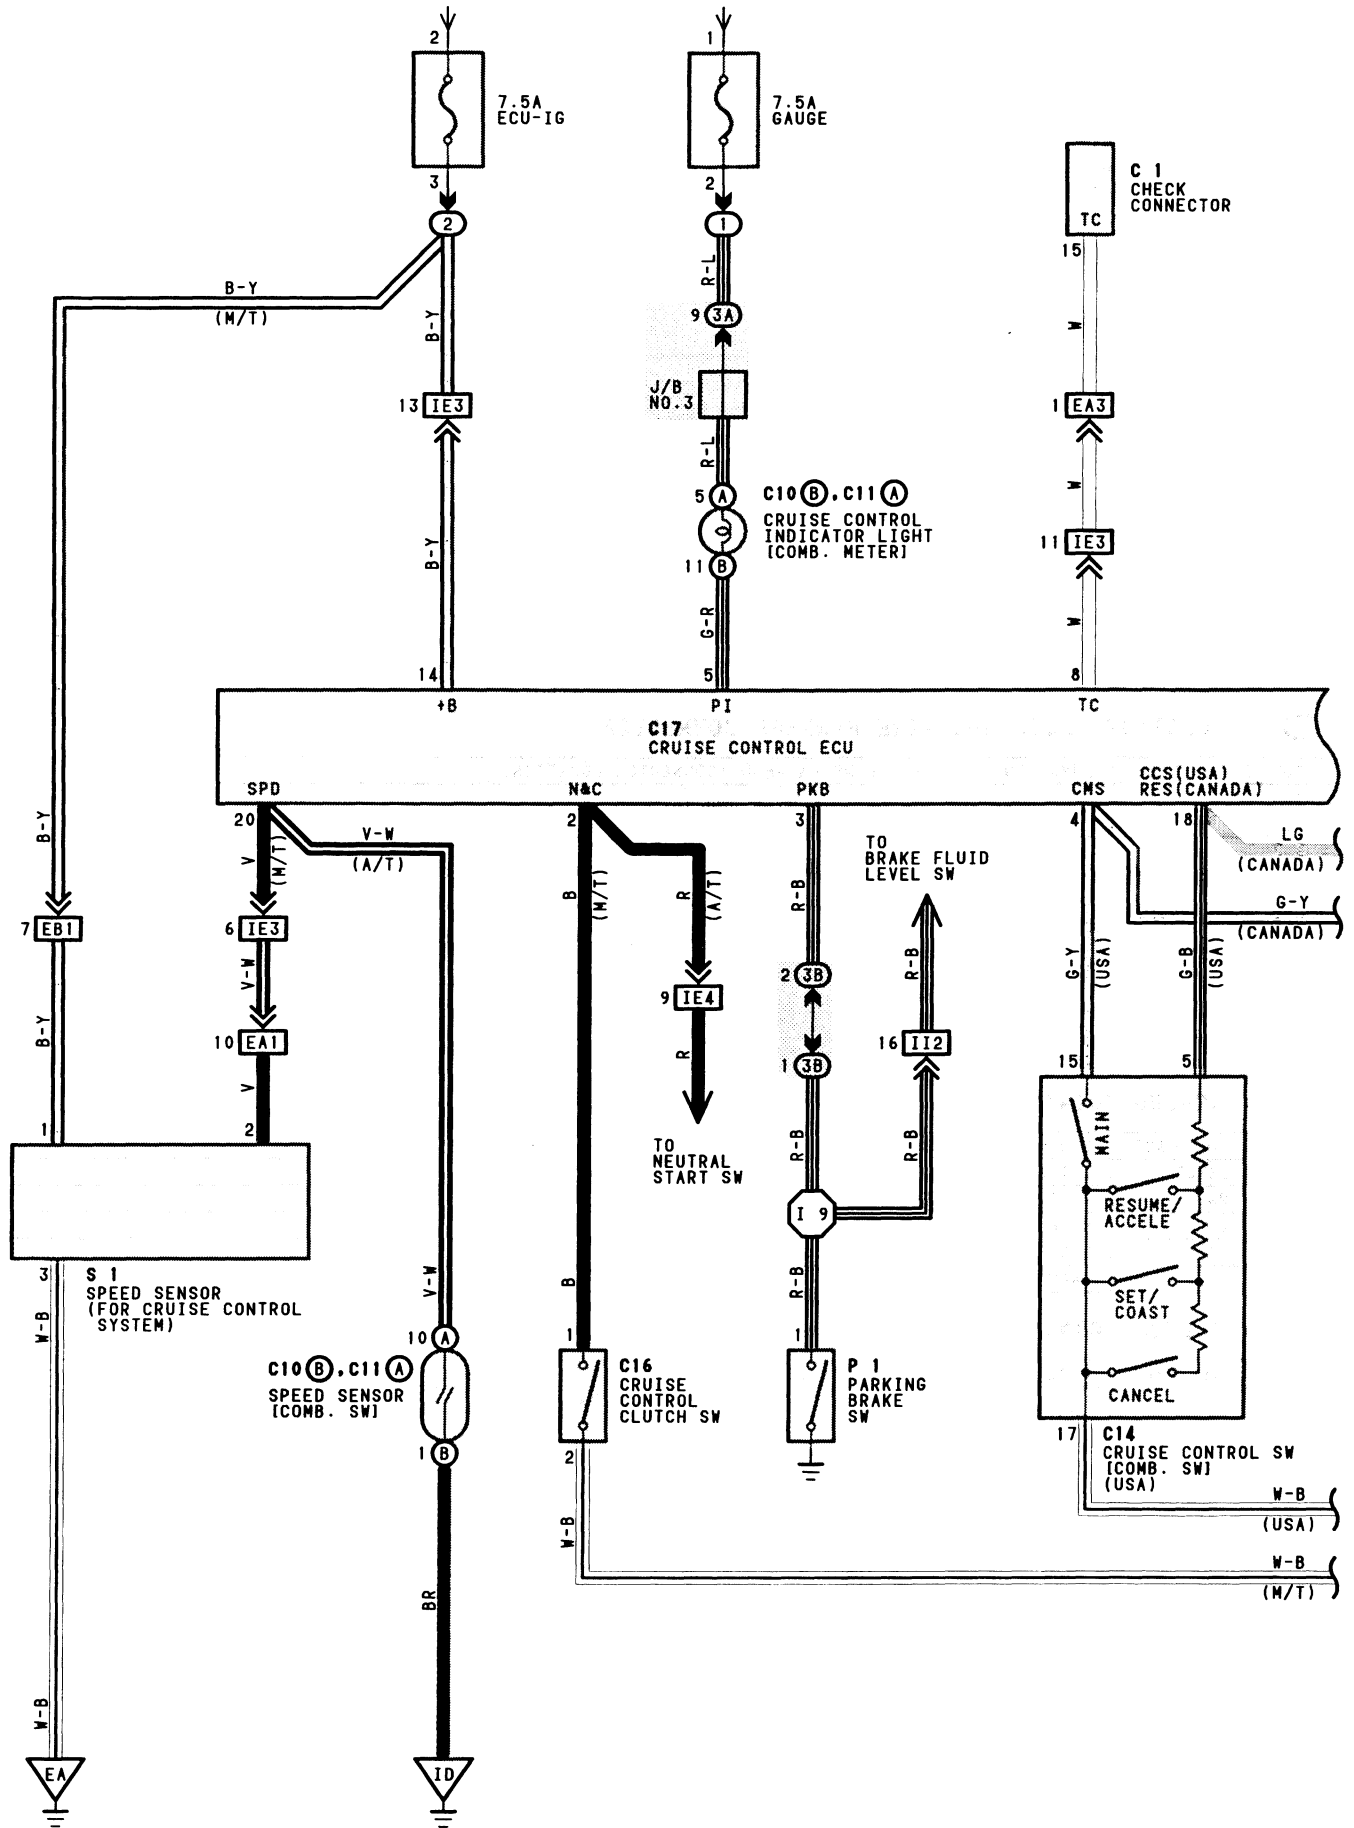 2
1
7.5A
ECU-IG
7.5A
GAUGE
3
2
2
1
C 1
CHECK
CONNECTOR
TC
15
B-Y
(M/T)
B-Y
R-L
9 3A
W
J/B
NO.3
13 IE3
1 EA3
R-L
5 A
C10 B, C11 A
CRUISE CONTROL
INDICATOR LIGHT
[COMB. METER]
W
11 B
11 IE3
B-Y
G-R
W
14
5
8
+B
PI
TC
C17
CRUISE CONTROL ECU
SPD
N&C
PKB
CMS
CCS(USA)
RES(CANADA)
20
2
3
4
18
B-Y
V
(M/T)
V-W
(A/T)
B
(M/T)
R
(A/T)
R-B
TO
BRAKE FLUID
LEVEL SW
LG
(CANADA)
G-Y
(CANADA)
7 EB1
6 IE3
V-W
R-B
G-Y
(USA)
G-B
(USA)
2 3B
9 IE4
B-Y
10 EA1
R
16 II2
1 3B
15
5
V
1
2
TO
NEUTRAL
START SW
R-B
R-B
MAIN
I 9
RESUME/
ACCELE
3
S 1
SPEED SENSOR
(FOR CRUISE CONTROL
SYSTEM)
W-B
V-W
B
R-B
SET/
COAST
10 A
1
1
C10 B, C11 A
SPEED SENSOR
[COMB. SW]
C16
CRUISE
CONTROL
CLUTCH SW
P 1
PARKING
BRAKE
SW
CANCEL
1 B
2
17
C14
CRUISE CONTROL SW
[COMB. SW]
(USA)
W-B
W-B
(USA)
W-B
(M/T)
BR
W-B
EA
ID